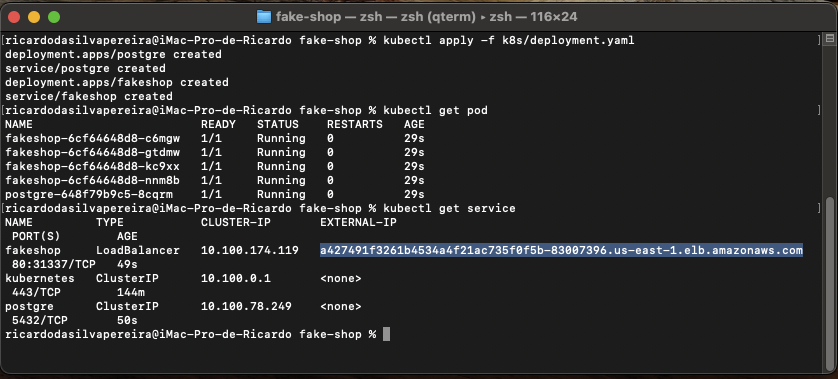 fake-shop — zsh — zsh (qterm) ▸ zsh — 116×24
[ricardodasilvapereira@iMac-Pro-de-Ricardo fake-shop % kubectl apply -f k8s/deployment.yaml ]
deployment.apps/postgre created
service/postgre created
deployment.apps/fakeshop created
service/fakeshop created
[ricardodasilvapereira@iMac-Pro-de-Ricardo fake-shop % kubectl get pod ]
NAME READY STATUS RESTARTS AGE
fakeshop-6cf64648d8-c6mgw 1/1 Running 0 29s
fakeshop-6cf64648d8-gtdmw 1/1 Running 0 29s
fakeshop-6cf64648d8-kc9xx 1/1 Running 0 29s
fakeshop-6cf64648d8-nnm8b 1/1 Running 0 29s
postgre-648f79b9c5-8cqrm 1/1 Running 0 29s
[ricardodasilvapereira@iMac-Pro-de-Ricardo fake-shop % kubectl get service ]
NAME TYPE CLUSTER-IP EXTERNAL-IP
PORT(S) AGE
fakeshop LoadBalancer 10.100.174.119 a427491f3261b4534a4f21ac735f0f5b-83007396.us-east-1.elb.amazonaws.com
80:31337/TCP 49s
kubernetes ClusterIP 10.100.0.1 <none>
443/TCP 144m
postgre ClusterIP 10.100.78.249 <none>
5432/TCP 50s
ricardodasilvapereira@iMac-Pro-de-Ricardo fake-shop %